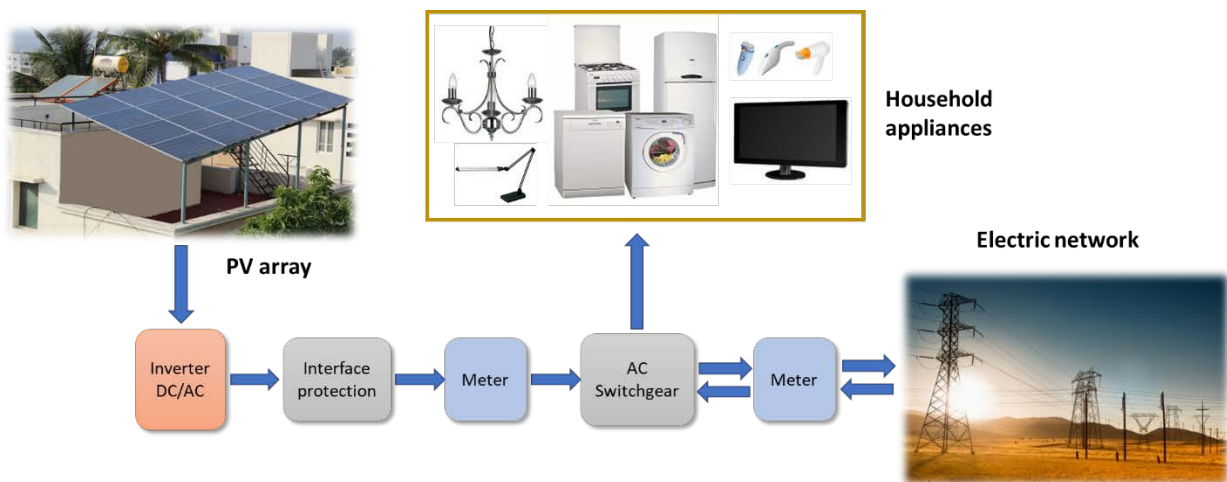 Household
appliances
Electric network
PV array
Inverter
DC/AC
Interface
protection
Meter
AC
Switchgear
Meter